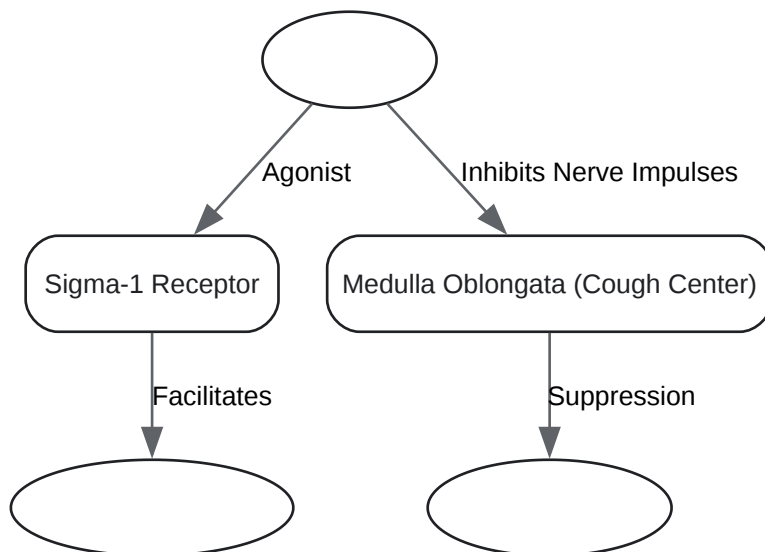 Agonist
Inhibits Nerve Impulses
Sigma-1 Receptor
Medulla Oblongata (Cough Center)
Facilitates
Suppression